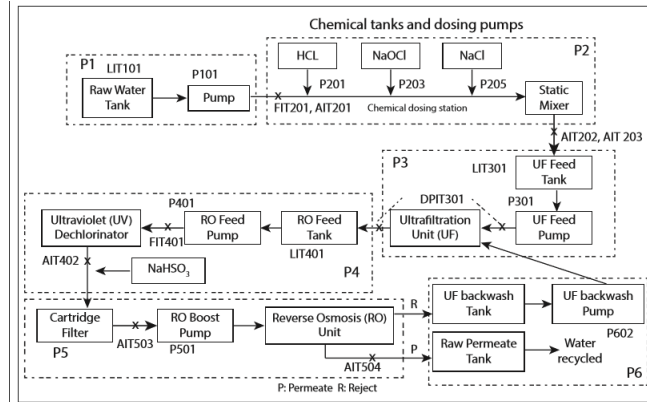 Chemical tanks and dosing pumps
P1
LIT101
Raw Water
Tank
P101
Pump
P2
HCL
NaOCl
NaCl
P201
P203
P205
FIT201, AIT201
Chemical dosing station
Static
Mixer
AIT202, AIT 203
P3
LIT301
UF Feed
Tank
P301
UF Feed
Pump
DPIT301
Ultrafiltration
Unit (UF)
P401
Ultraviolet (UV)
Dechlorinator
FIT401
RO Feed
Pump
RO Feed
Tank
LIT401
AIT402
NaHSO3
P4
Cartridge
Filter
P5
AIT503
RO Boost
Pump
P501
Reverse Osmosis (RO)
Unit
AIT504
R
P
UF backwash
Tank
UF backwash
Pump
P602
Raw Permeate
Tank
Water
recycled
P6
P: Permeate R: Reject